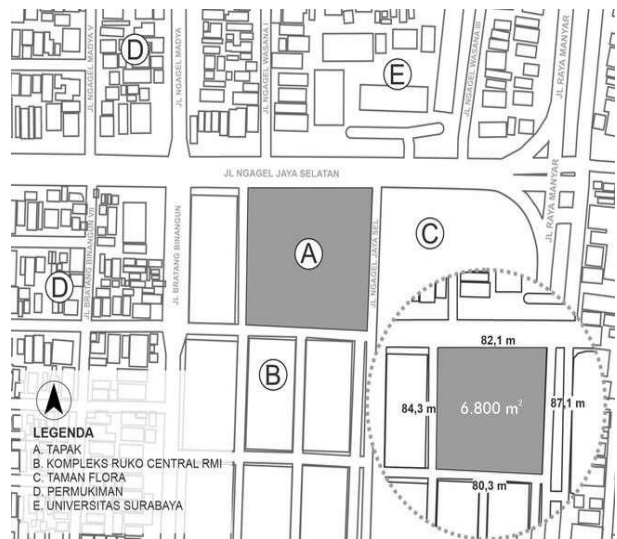 D
JL NGAGEL MADYA V
JL NGAGEL MADYA
JL NGAGEL WASANA I
E
JL NGAGEL WASANA III
JL RAYA MANYAR
JL NGAGEL JAYA SELATAN
D
JL BRATANG BINANGUN VII
JL BRATANG BINANGUN
A
JL NGAGEL JAYA SEL
C
JL RAYA MANYAR
B
82,1 m
84,3 m
6.800 m²
87,1 m
80,3 m
LEGENDA
A. TAPAK
B. KOMPLEKS RUKO CENTRAL RMI
C. TAMAN FLORA
D. PERMUKIMAN
E. UNIVERSITAS SURABAYA